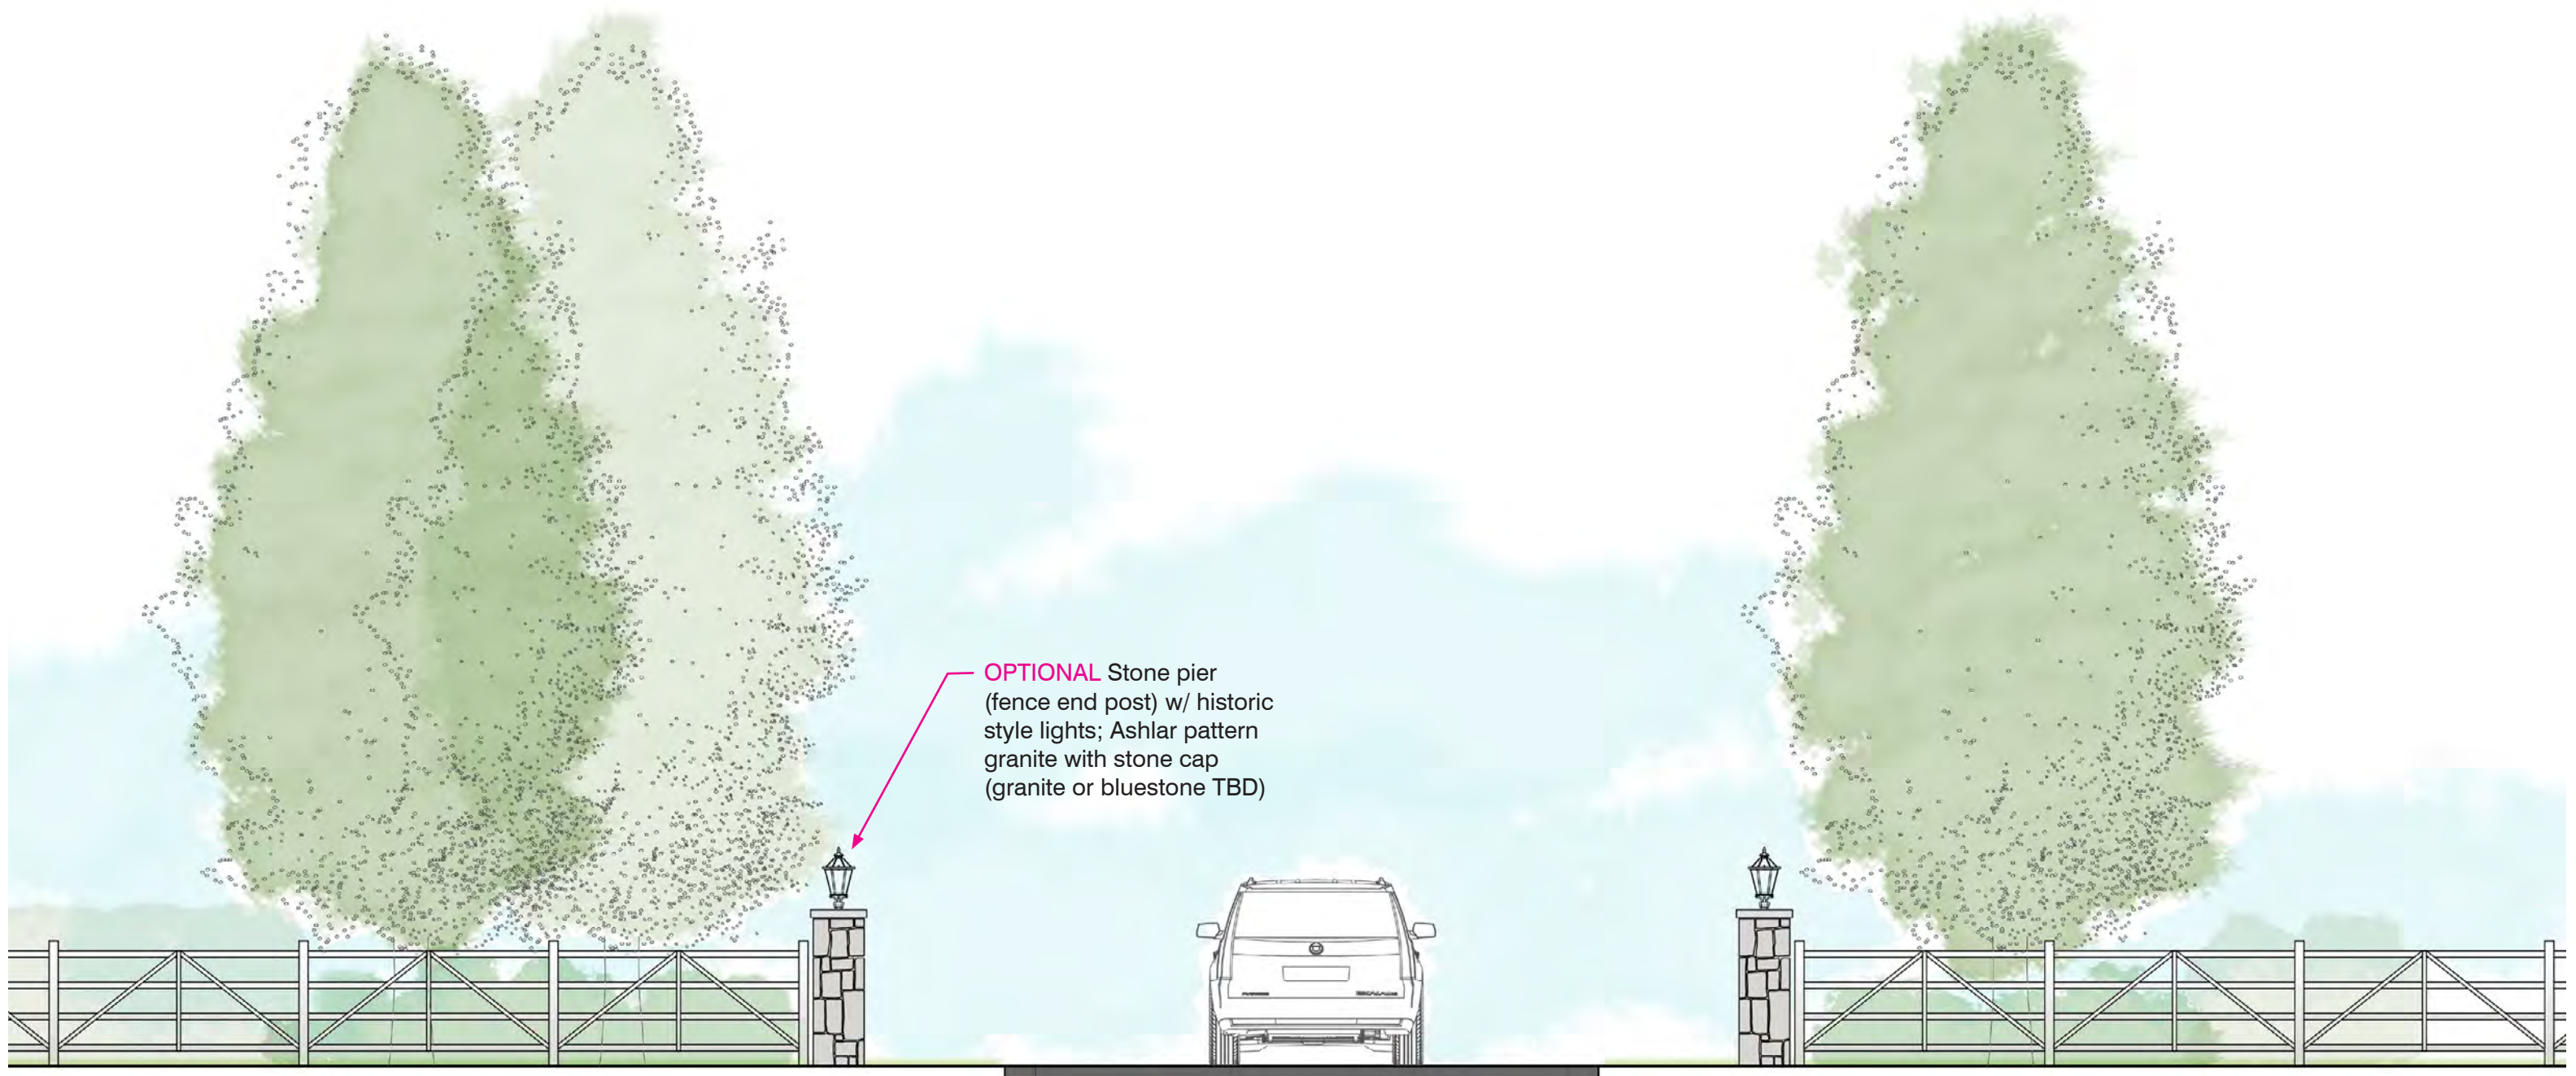 OPTIONAL Stone pier
(fence end post) w/ historic
style lights; Ashlar pattern
granite with stone cap
(granite or bluestone TBD)
ESCALADE